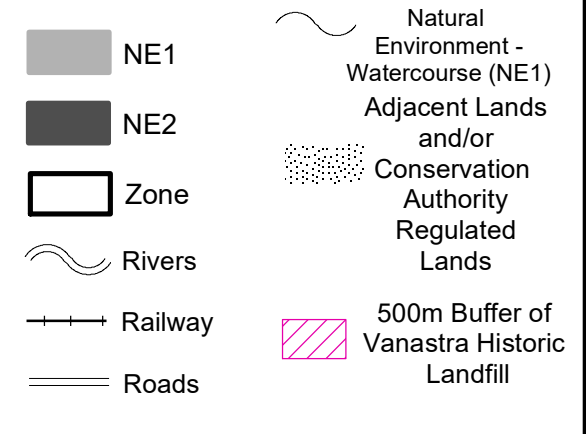 NE1
NE2
Zone
Rivers
Railway
Roads
Natural
Environment -
Watercourse (NE1)
Adjacent Lands
and/or
Conservation
Authority
Regulated
Lands
500m Buffer of
Vanastra Historic
Landfill